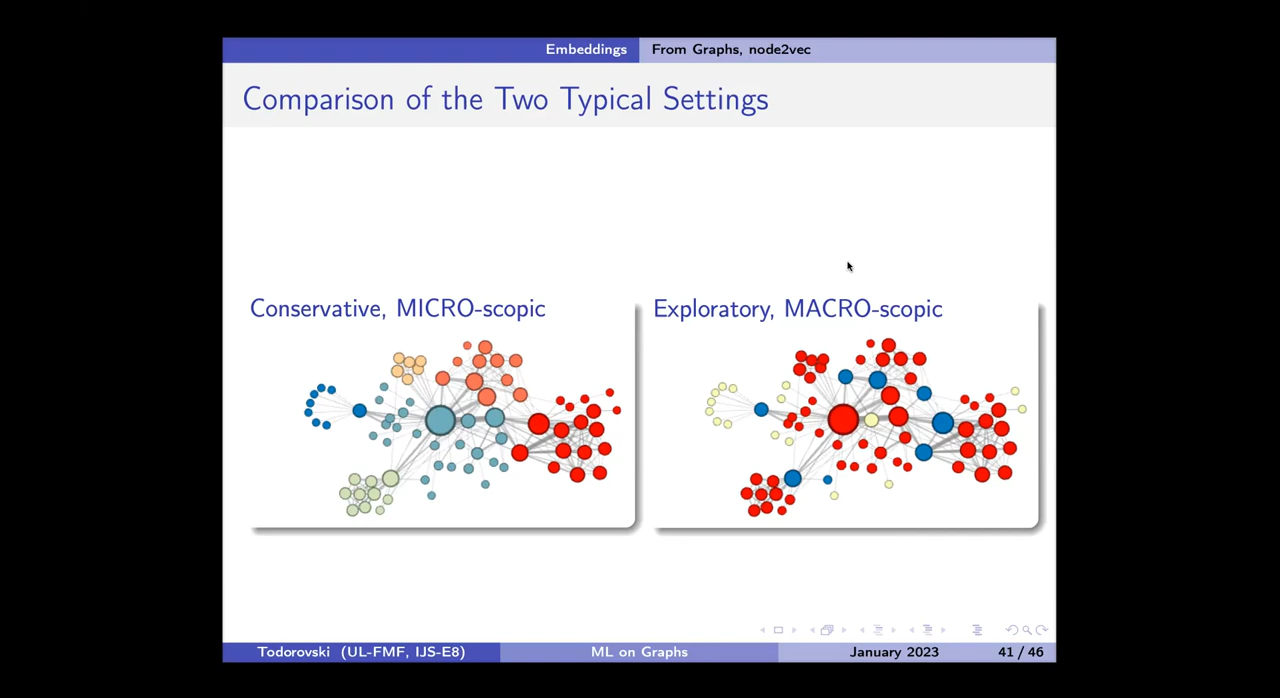 Embeddings From Graphs, node2vec
Comparison of the Two Typical Settings
Conservative, MICRO-scopic
Exploratory, MACRO-scopic
Todorovski (UL-FMF, IJS-E8) ML on Graphs January 2023 41 / 46